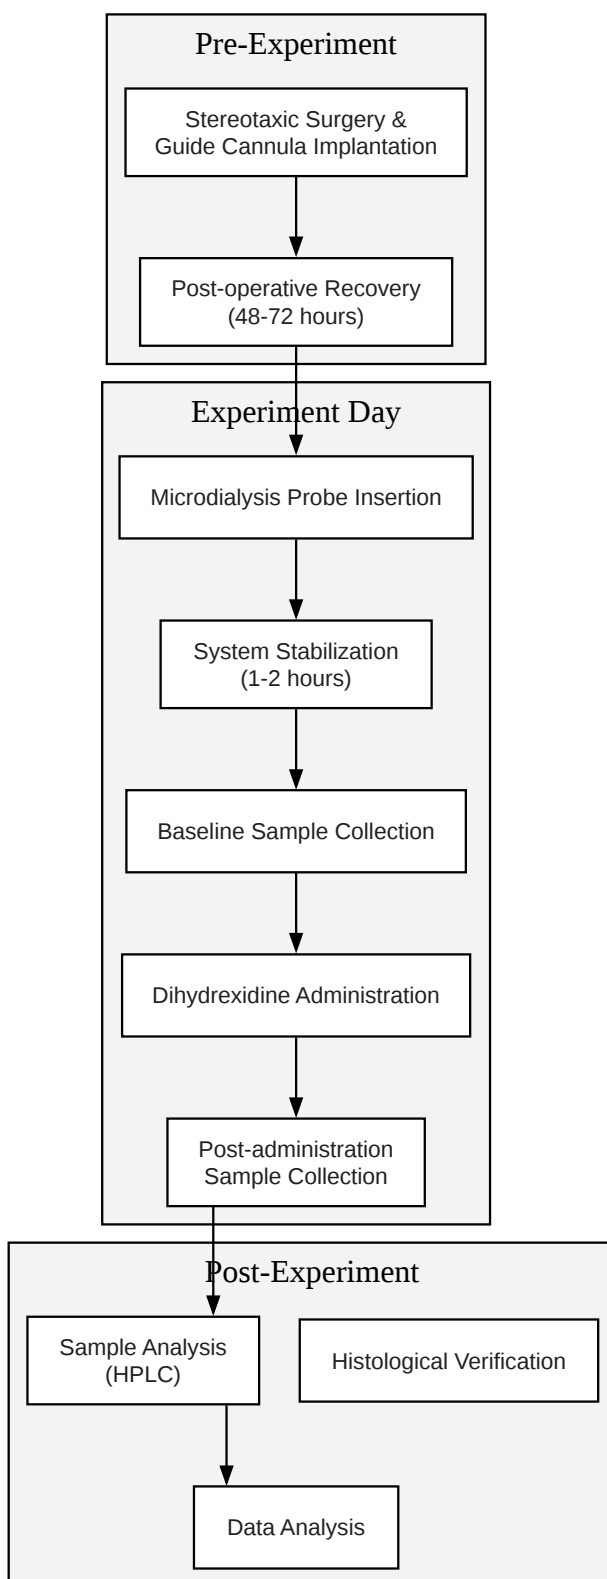 Pre-Experiment
Stereotaxic Surgery &
Guide Cannula Implantation
Post-operative Recovery
(48-72 hours)
Experiment Day
Microdialysis Probe Insertion
System Stabilization
(1-2 hours)
Baseline Sample Collection
Dihydrexidine Administration
Post-administration
Sample Collection
Post-Experiment
Sample Analysis
(HPLC)
Histological Verification
Data Analysis